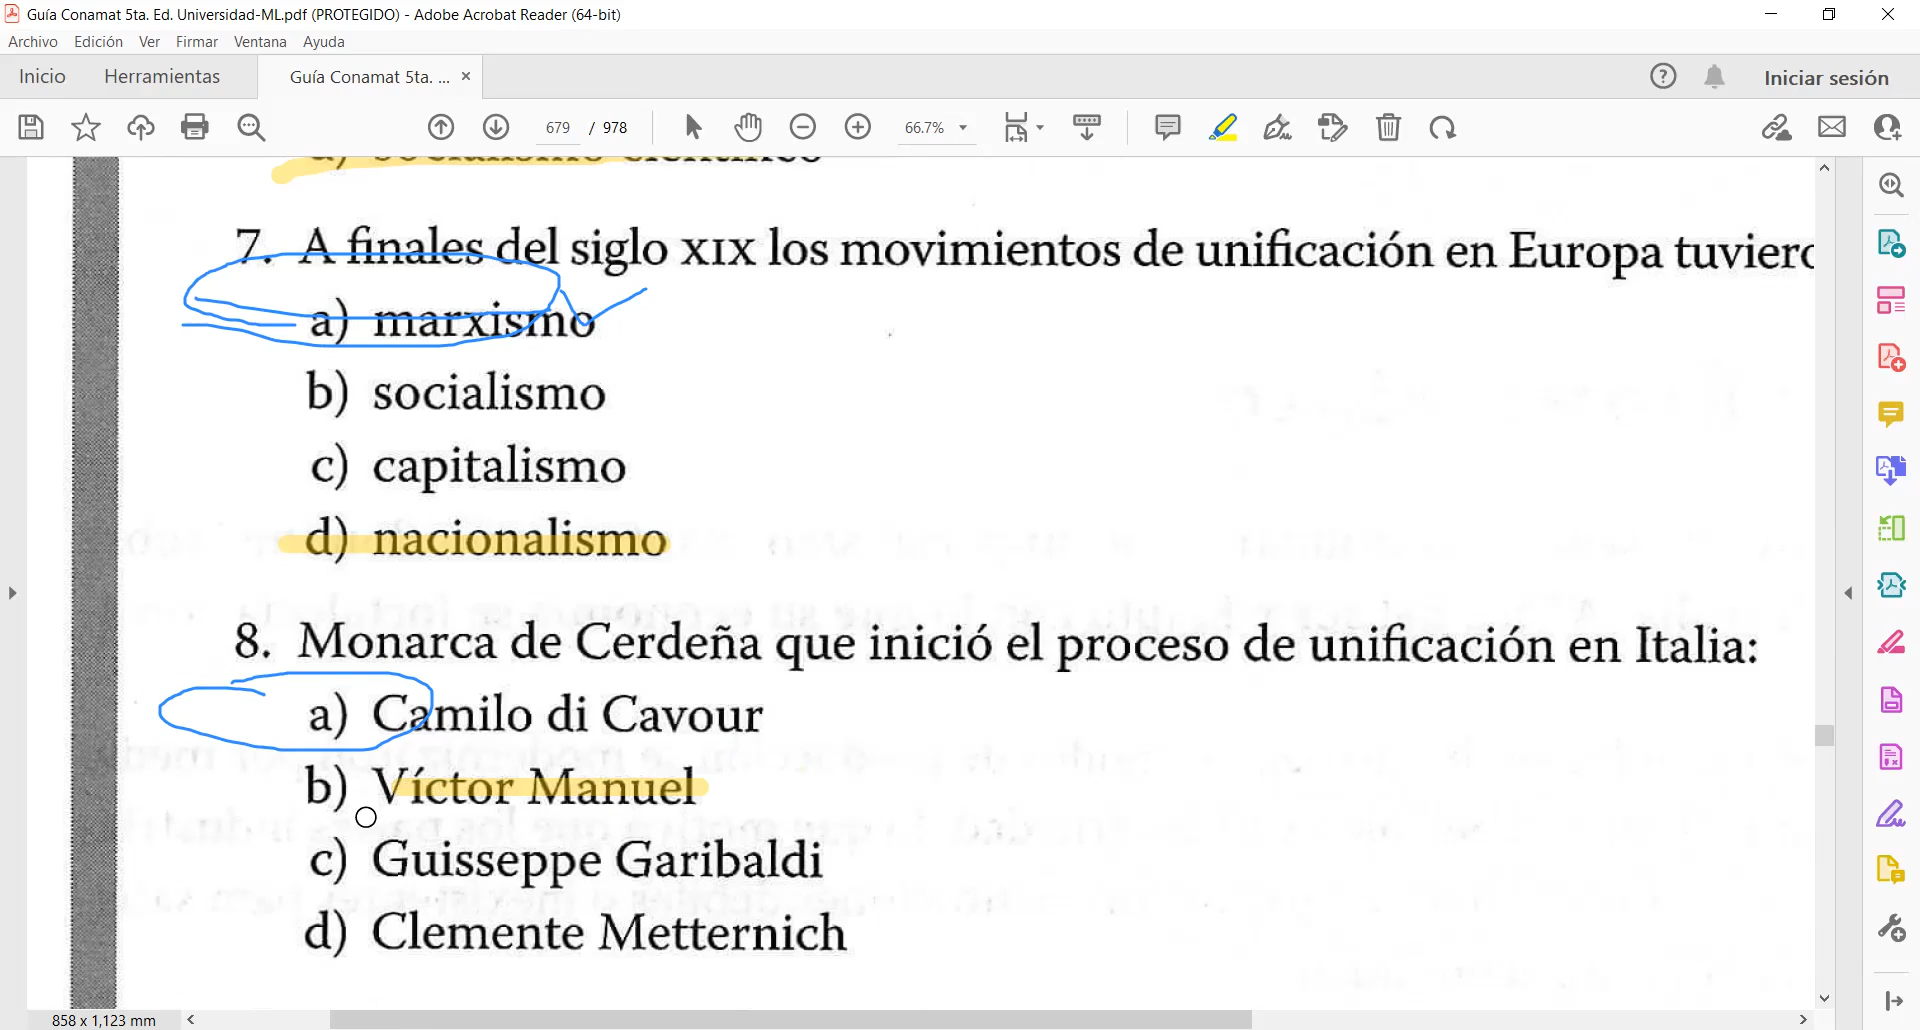 Guía Conamat 5ta. Ed. Universidad-ML.pdf (PROTEGIDO) - Adobe Acrobat Reader (64-bit)
Archivo Edición Ver Firmar Ventana Ayuda
Inicio Herramientas Guía Conamat 5ta. ... × Iniciar sesión
679 / 978 66.7%
d) socialismo científico
7. A finales del siglo XIX los movimientos de unificación en Europa tuviero
a) marxismo
b) socialismo
c) capitalismo
d) nacionalismo
8. Monarca de Cerdeña que inició el proceso de unificación en Italia:
a) Camilo di Cavour
b) Víctor Manuel
c) Guisseppe Garibaldi
d) Clemente Metternich
858 x 1,123 mm